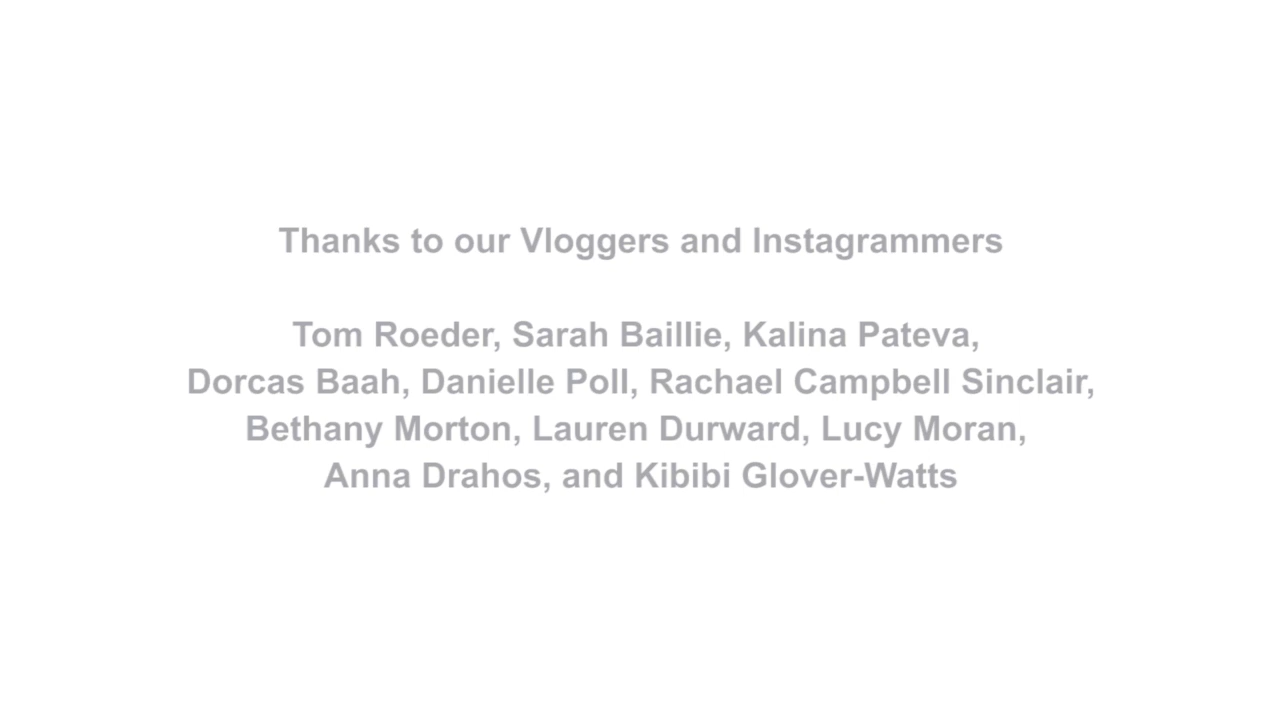 Thanks to our Vloggers and Instagrammers
Tom Roeder, Sarah Baillie, Kalina Pateva,
Dorcas Baah, Danielle Poll, Rachael Campbell Sinclair,
Bethany Morton, Lauren Durward, Lucy Moran,
Anna Drahos, and Kibibi Glover-Watts